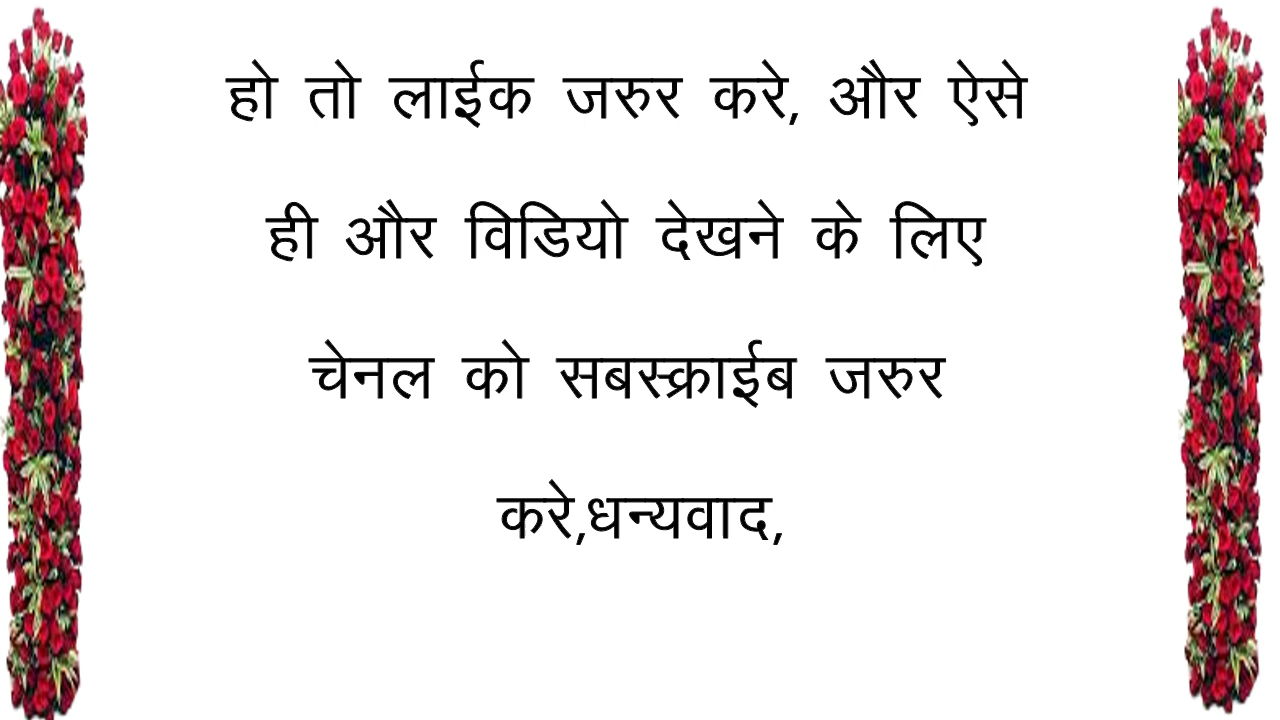 हो तो लाईक जरुर करे, और ऐसे
ही और विडियो देखने के लिए
चेनल को सबस्क्राईब जरुर
करे,धन्यवाद,